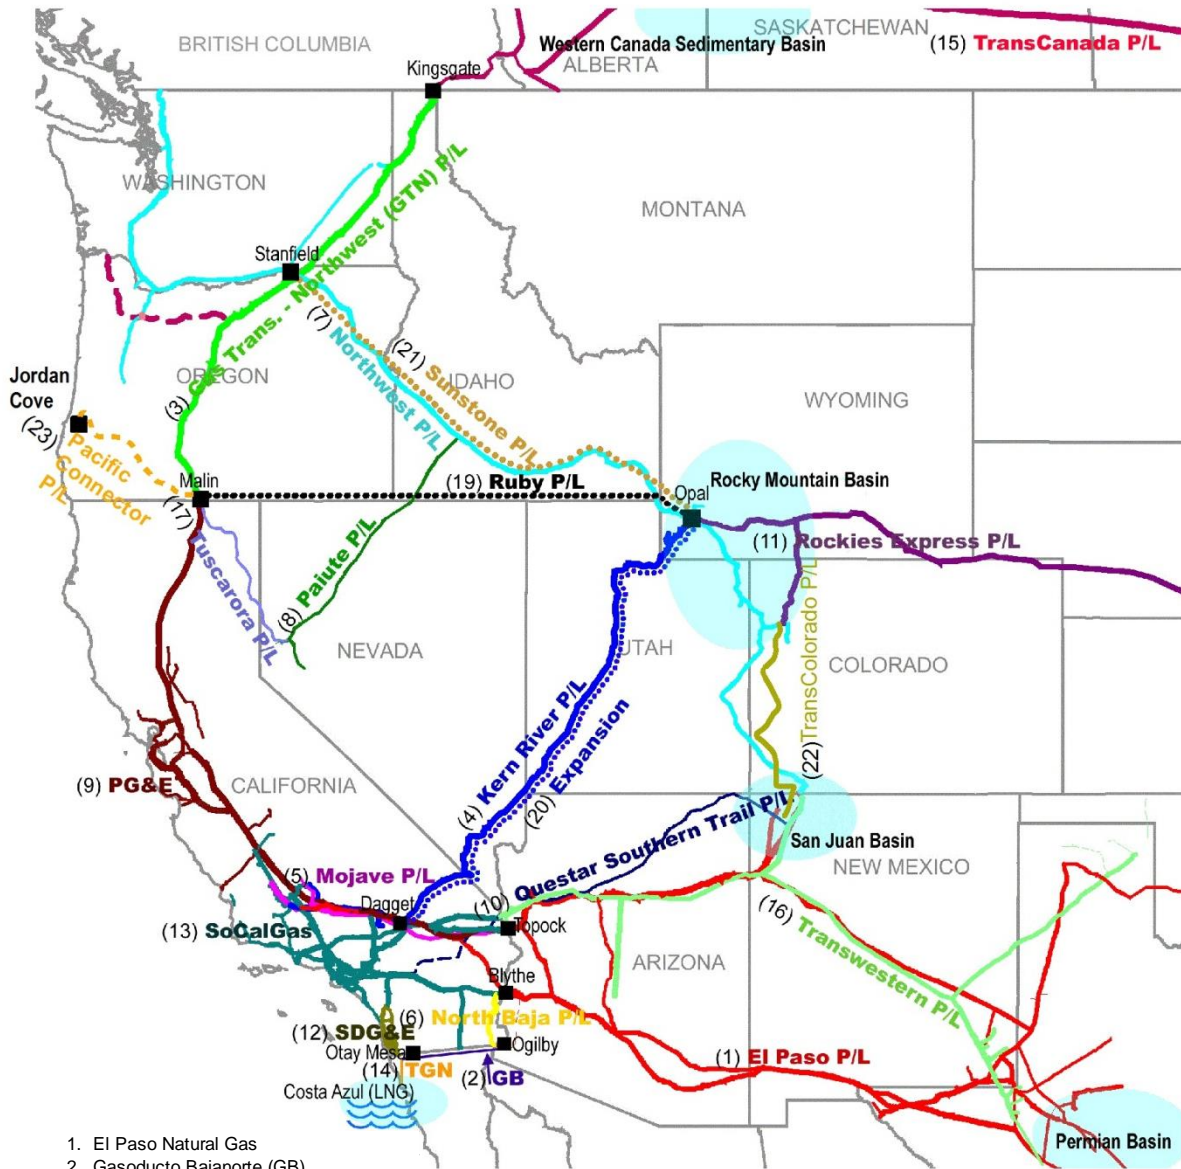 BRITISH COLUMBIA
SASKATCHEWAN
Western Canada Sedimentary Basin
(15) TransCanada P/L
ALBERTA
Kingsgate
WASHINGTON
MONTANA
Stanfield
(3) Gas Trans. - Northwest (GTN) P/L
(7) Northwest P/L
(21) Sunstone P/L
OREGON
IDAHO
WYOMING
Jordan
Cove
(23)
Pacific
Connector
P/L
Malin
(19) Ruby P/L
Opal
Rocky Mountain Basin
(17)
Tuscarora P/L
(8) Paiute P/L
(11) Rockies Express P/L
NEVADA
UTAH
(22)TransColorado P/L
COLORADO
(9) PG&E
CALIFORNIA
(4) Kern River P/L
(20) Expansion
(10) Questar Southern Trail P/L
San Juan Basin
NEW MEXICO
(5) Mojave P/L
Dagget
(13) SoCalGas
Topock
ARIZONA
(16) Transwestern P/L
Blythe
(6) North Baja P/L
(12) SDG&E
Otay Mesa
Ogilby
(14) TGN
(2) GB
(1) El Paso P/L
Costa Azul (LNG)
Permian Basin
1. El Paso Natural Gas
2. Gasoducto Bajanorte (GB)